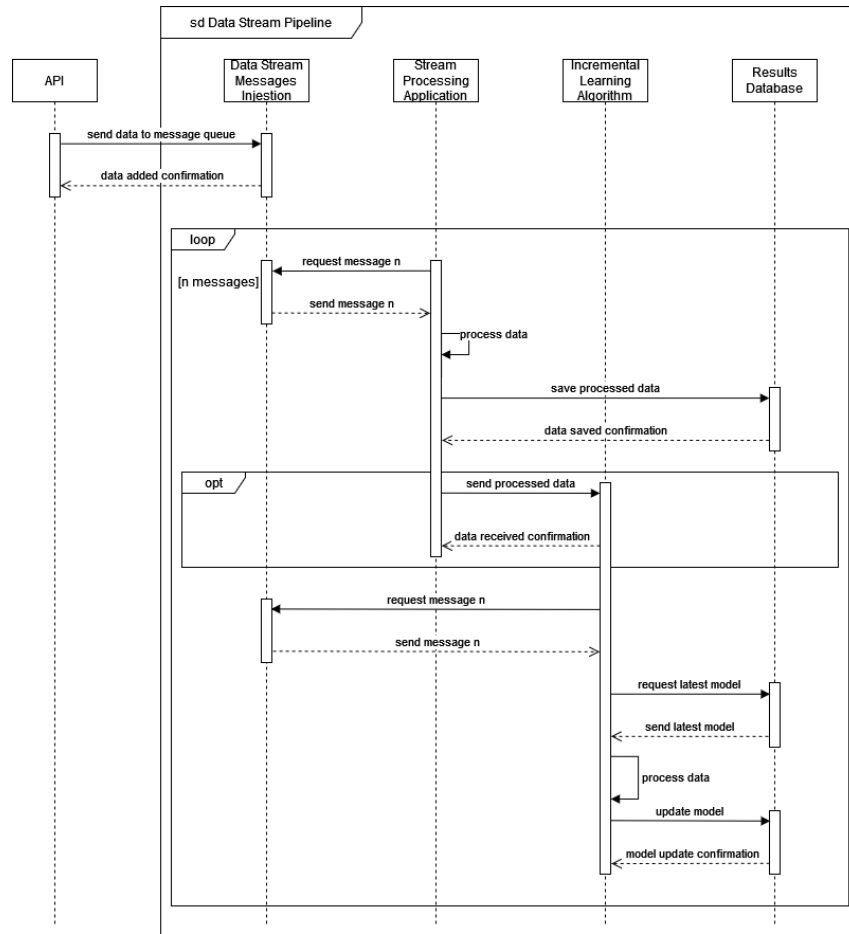 sd Data Stream Pipeline
API
Data Stream
Messages
Injestion
Stream
Processing
Application
Incremental
Learning
Algorithm
Results
Database
send data to message queue
data added confirmation
loop
[n messages]
request message n
send message n
process data
save processed data
data saved confirmation
opt
send processed data
data received confirmation
request message n
send message n
request latest model
send latest model
process data
update model
model update confirmation